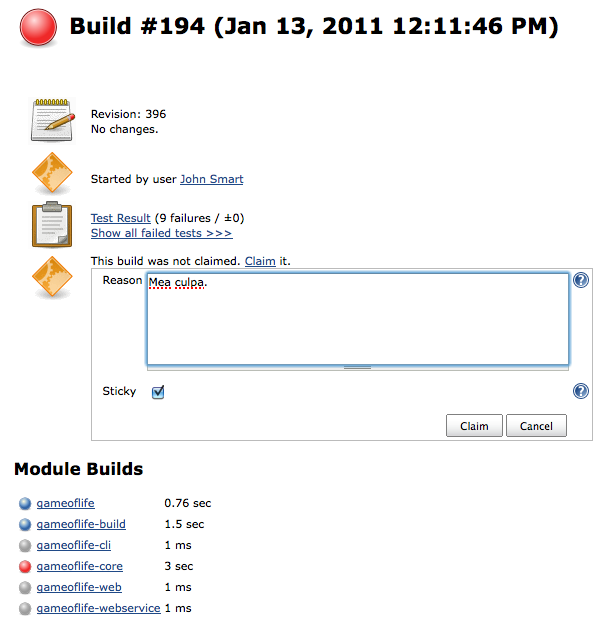 Build #194 (Jan 13, 2011 12:11:46 PM)
Revision: 396
No changes.
Started by user John Smart
Test Result (9 failures / ±0)
Show all failed tests >>>
This build was not claimed. Claim it.
Reason Mea culpa. ?
Sticky ?
Claim Cancel
Module Builds
gameoflife 0.76 sec
gameoflife-build 1.5 sec
gameoflife-cli 1 ms
gameoflife-core 3 sec
gameoflife-web 1 ms
gameoflife-webservice 1 ms